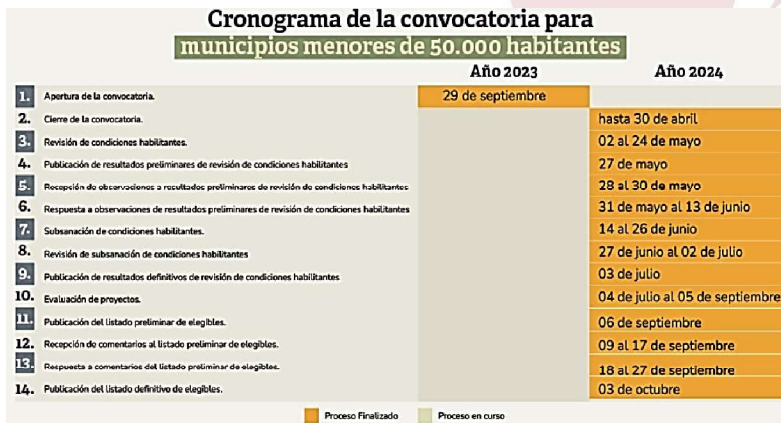 Cronograma de la convocatoria para
municipios menores de 50.000 habitantes
Año 2023 Año 2024
1. Apertura de la convocatoria. 29 de septiembre
2. Cierre de la convocatoria. hasta 30 de abril
3. Revisión de condiciones habilitantes. 02 al 24 de mayo
4. Publicación de resultados preliminares de revisión de condiciones habilitantes 27 de mayo
5. Recepción de observaciones a resultados preliminares de revisión de condiciones habilitantes 28 al 30 de mayo
6. Respuesta a observaciones de resultados preliminares de revisión de condiciones habilitantes 31 de mayo al 13 de junio
7. Subsanación de condiciones habilitantes. 14 al 26 de junio
8. Revisión de subsanación de condiciones habilitantes 27 de junio al 02 de julio
9. Publicación de resultados definitivos de revisión de condiciones habilitantes 03 de julio
10. Evaluación de proyectos. 04 de julio al 05 de septiembre
11. Publicación del listado preliminar de elegibles. 06 de septiembre
12. Recepción de comentarios al listado preliminar de elegibles. 09 al 17 de septiembre
13. Respuesta a comentarios del listado preliminar de elegibles. 18 al 27 de septiembre
14. Publicación del listado definitivo de elegibles. 03 de octubre
Proceso Finalizado Proceso en curso